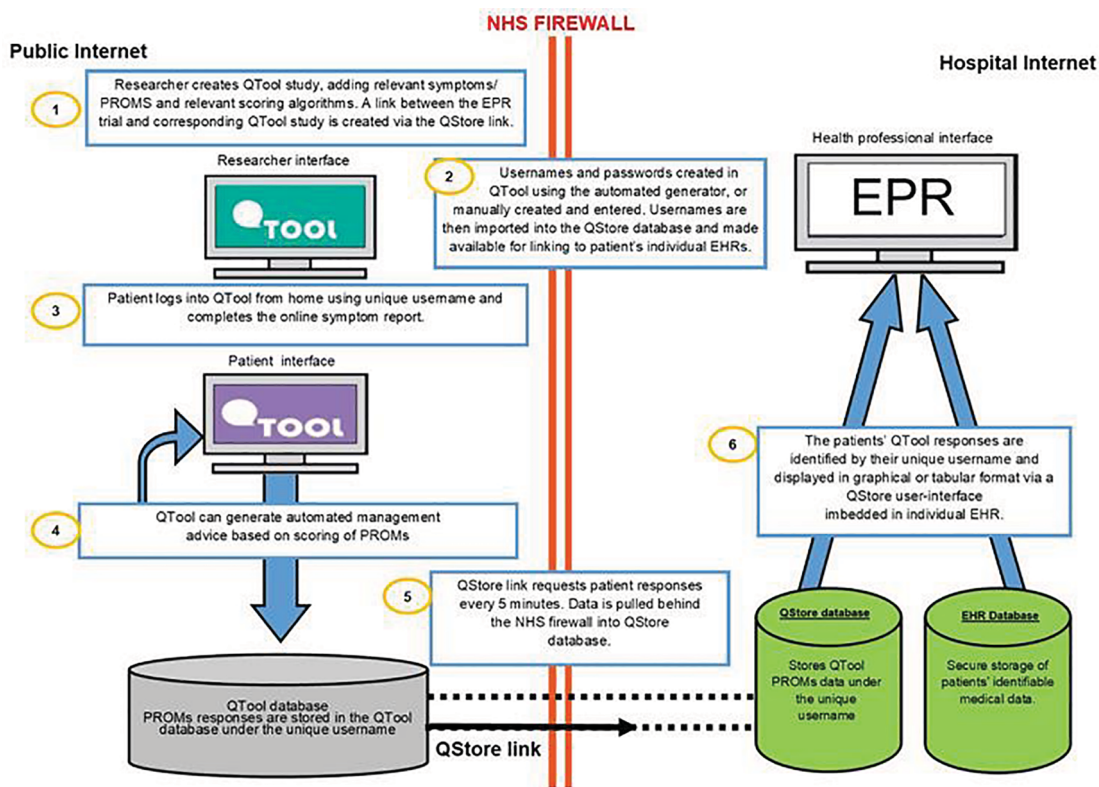 NHS FIREWALL
Public Internet
Hospital Internet
1
Researcher creates QTool study, adding relevant symptoms/
PROMS and relevant scoring algorithms. A link between the EPR
trial and corresponding QTool study is created via the QStore link.
Researcher interface
TOOL
2
Usernames and passwords created in
QTool using the automated generator, or
manually created and entered. Usernames are
then imported into the QStore database and made
available for linking to patient's individual EHRs.
Health professional interface
EPR
3
Patient logs into QTool from home using unique username and
completes the online symptom report.
Patient interface
TOOL
4
QTool can generate automated management
advice based on scoring of PROMs
5
QStore link requests patient responses
every 5 minutes. Data is pulled behind
the NHS firewall into QStore
database.
6
The patients' QTool responses are
identified by their unique username and
displayed in graphical or tabular format via a
QStore user-interface
imbedded in individual EHR.
QTool database
PROMs responses are stored in the QTool
database under the unique username
QStore link
QStore database
Stores QTool
PROMs data under
the unique
username
EHR Database
Secure storage of
patients' identifiable
medical data.